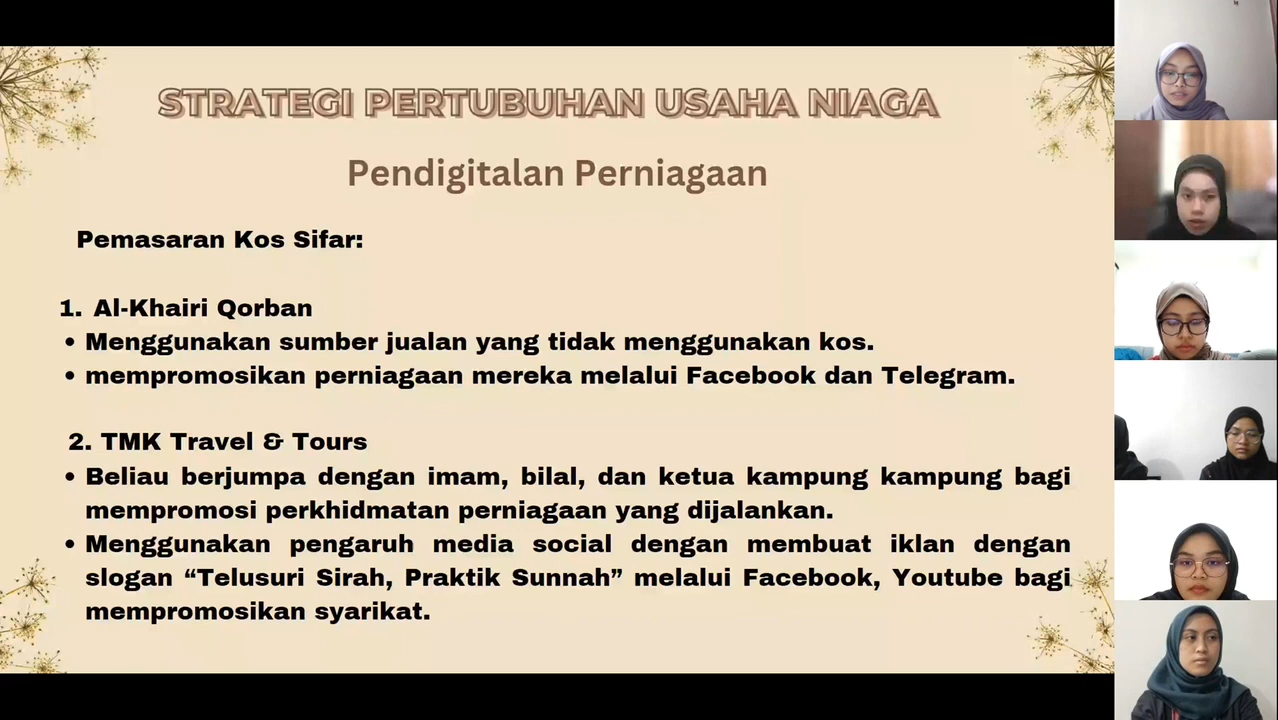 STRATEGI PERTUBUHAN USAHA NIAGA
Pendigitalan Perniagaan
Pemasaran Kos Sifar:
1. Al-Khairi Qorban
• Menggunakan sumber jualan yang tidak menggunakan kos.
• mempromosikan perniagaan mereka melalui Facebook dan Telegram.
2. TMK Travel & Tours
• Beliau berjumpa dengan imam, bilal, dan ketua kampung kampung bagi
mempromosi perkhidmatan perniagaan yang dijalankan.
• Menggunakan pengaruh media social dengan membuat iklan dengan
slogan “Telusuri Sirah, Praktik Sunnah” melalui Facebook, Youtube bagi
mempromosikan syarikat.